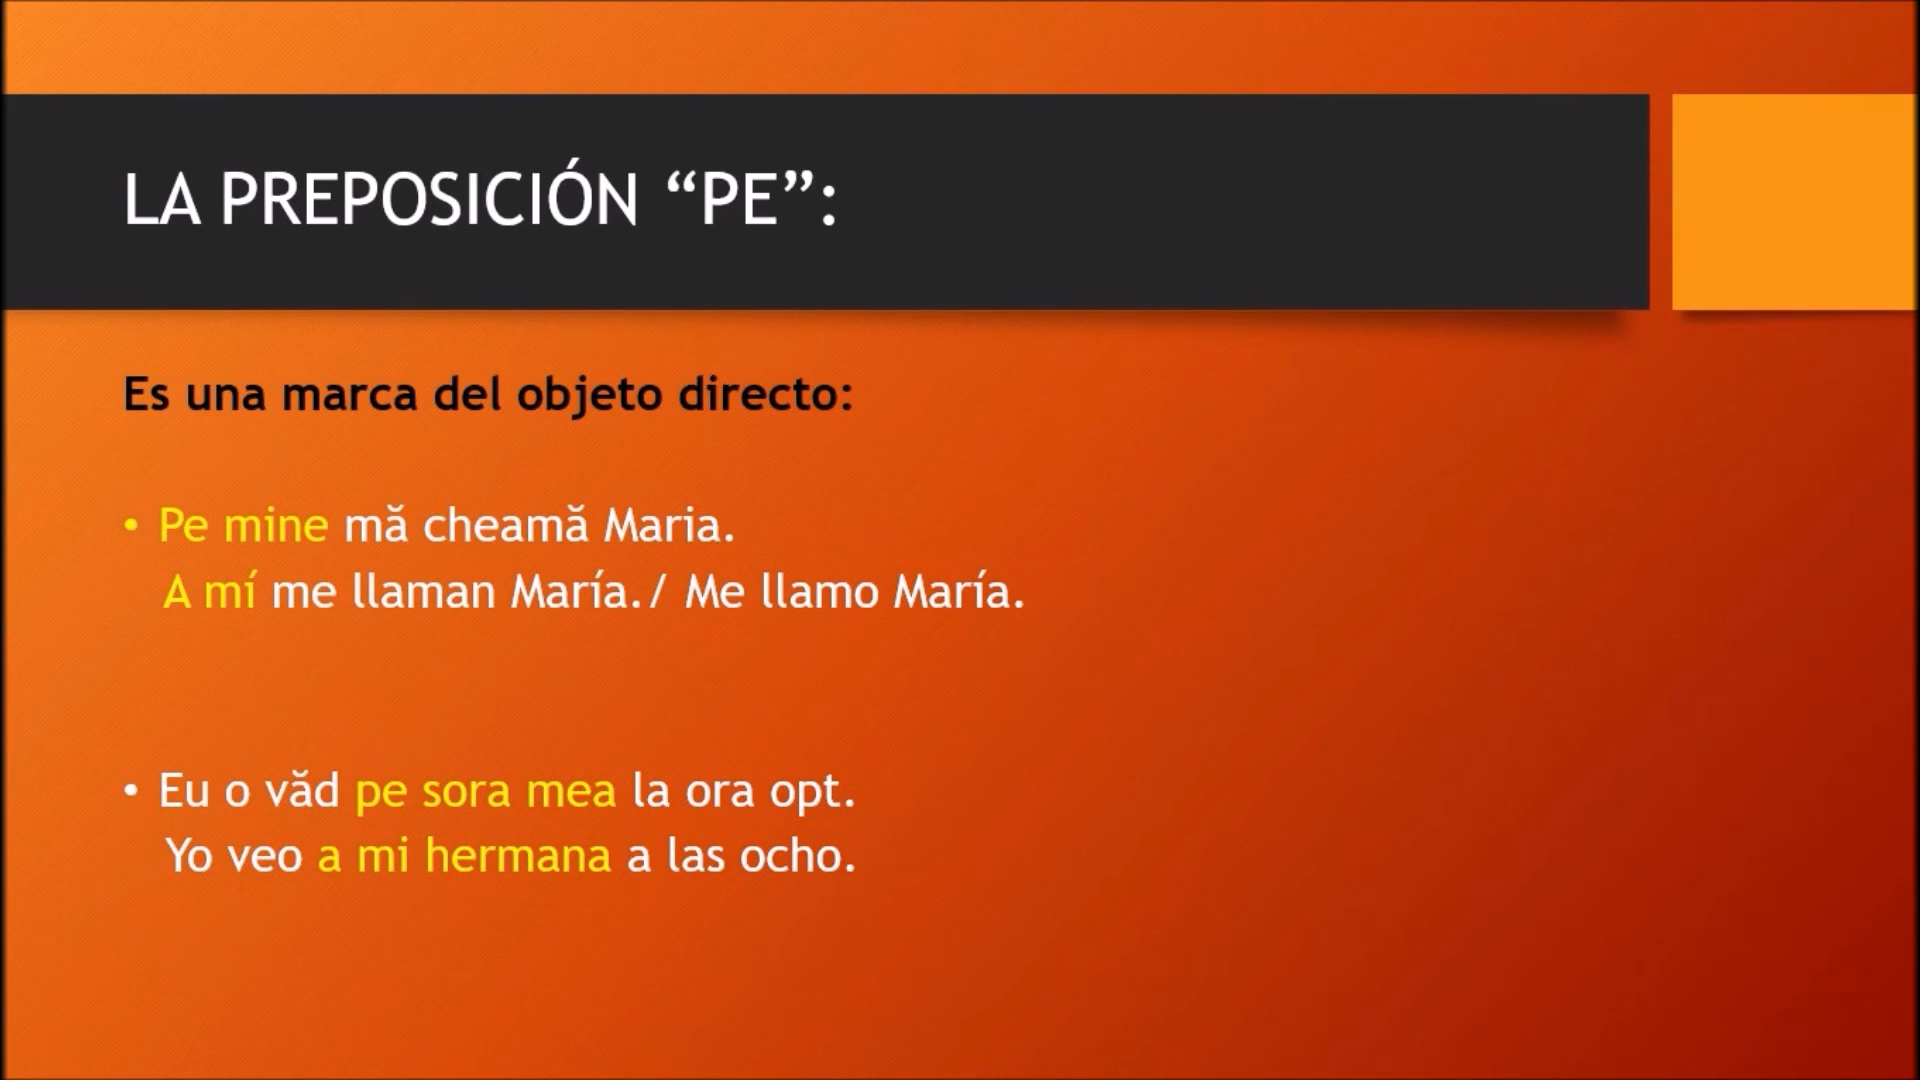 LA PREPOSICIÓN “PE”:
Es una marca del objeto directo:
• Pe mine mă cheamă Maria.
A mí me llaman María./ Me llamo María.
• Eu o văd pe sora mea la ora opt.
Yo veo a mi hermana a las ocho.